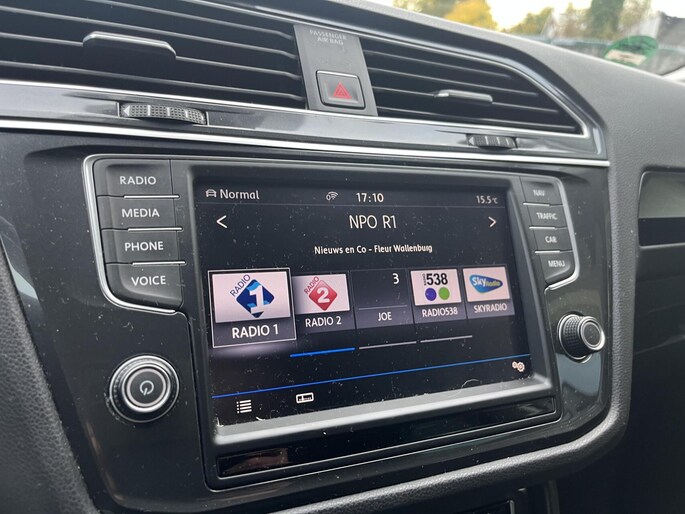 PASSENGER
AIR BAG
RADIO
MEDIA
PHONE
VOICE
Normal
17:10
15.5°C
NPO R1
Nieuws en Co - Fleur Wallenburg
RADIO 1
RADIO 1
RADIO 2
RADIO 2
3
JOE
538
RADIO538
Sky Radio
SKYRADIO
NAV
TRAFFIC
CAR
MENU